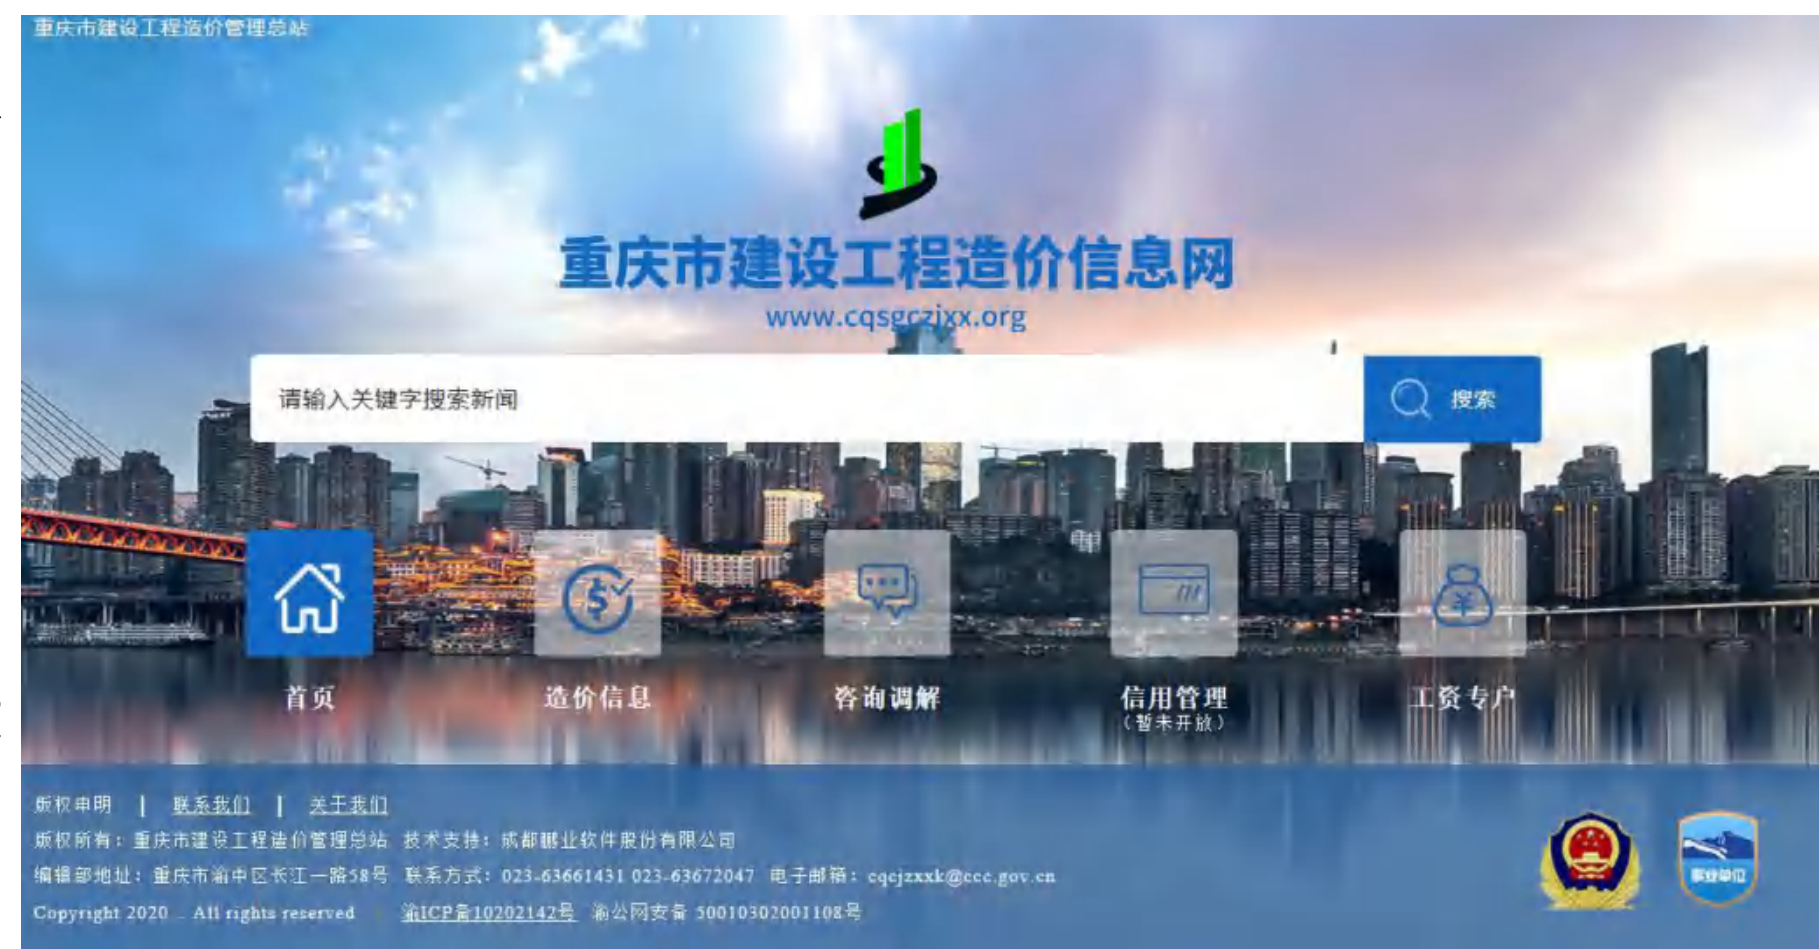 重庆市建设工程造价管理总站
重庆市建设工程造价信息网
www.cqsgczjxx.org
请输入关键字搜索新闻
搜索
首页
造价信息
咨询调解
信用管理
（暂未开放）
工资专户
版权申明 | 联系我们 | 关于我们
版权所有：重庆市建设工程造价管理总站 技术支持：成都鹏业软件股份有限公司
编辑部地址：重庆市渝中区长江一路58号 联系方式：023-63661431 023-63672047 电子邮箱：cqcjzxxk@ccc.gov.cn
Copyright 2020 . All rights reserved 渝ICP备10202142号 渝公网安备 50010302001108号
事业单位